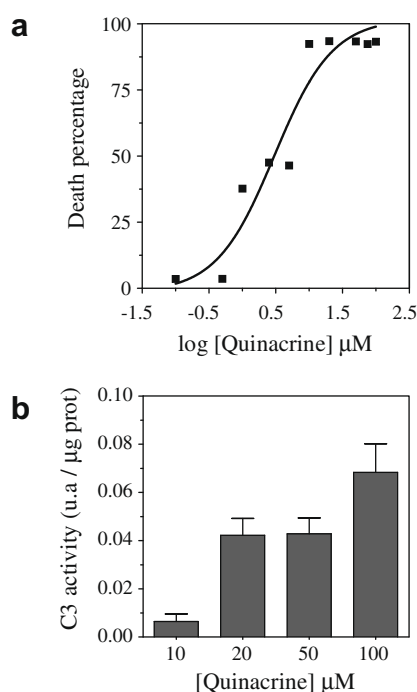 a
100
75
50
25
0
Death percentage
-1.5 -0.5 0.5 1.5 2.5
log [Quinacrine] µM
b
0.10
0.08
0.06
0.04
0.02
0.00
C3 activity (u.a / µg prot)
10 20 50 100
[Quinacrine] µM